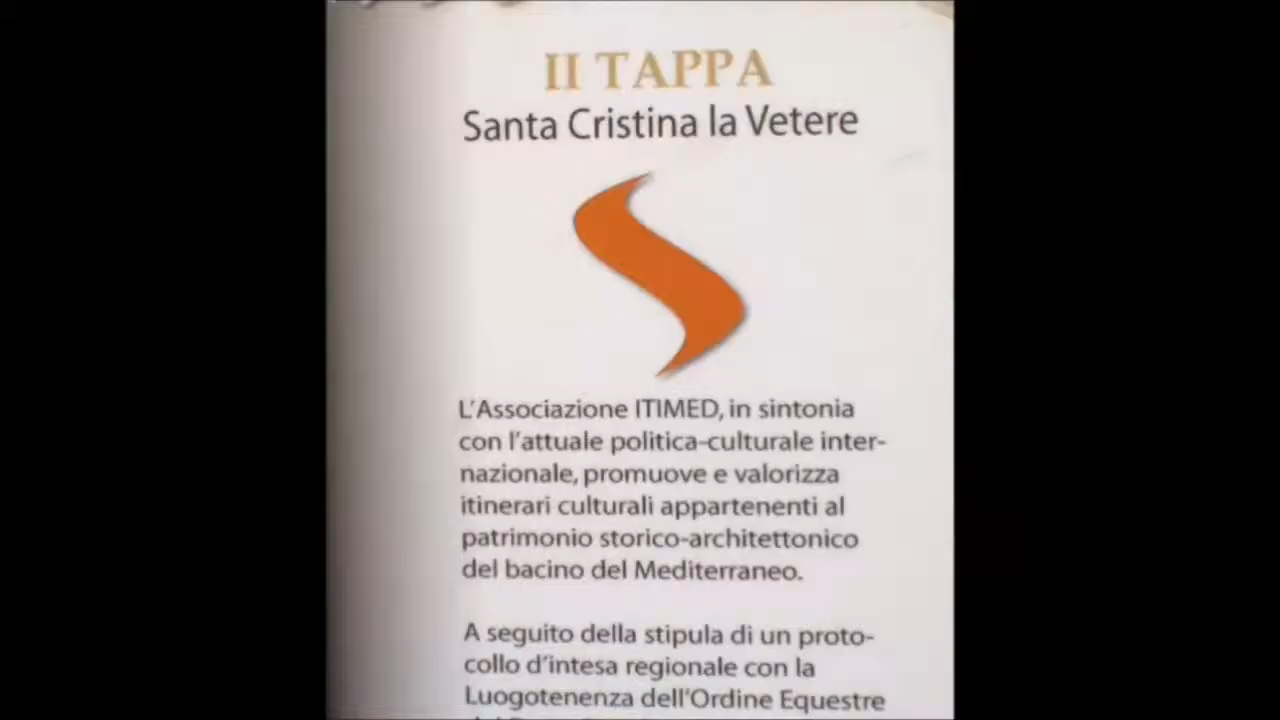 II TAPPA
Santa Cristina la Vetere
L'Associazione ITIMED, in sintonia
con l'attuale politica-culturale inter-
nazionale, promuove e valorizza
itinerari culturali appartenenti al
patrimonio storico-architettonico
del bacino del Mediterraneo.
A seguito della stipula di un proto-
collo d'intesa regionale con la
Luogotenenza dell'Ordine Equestre